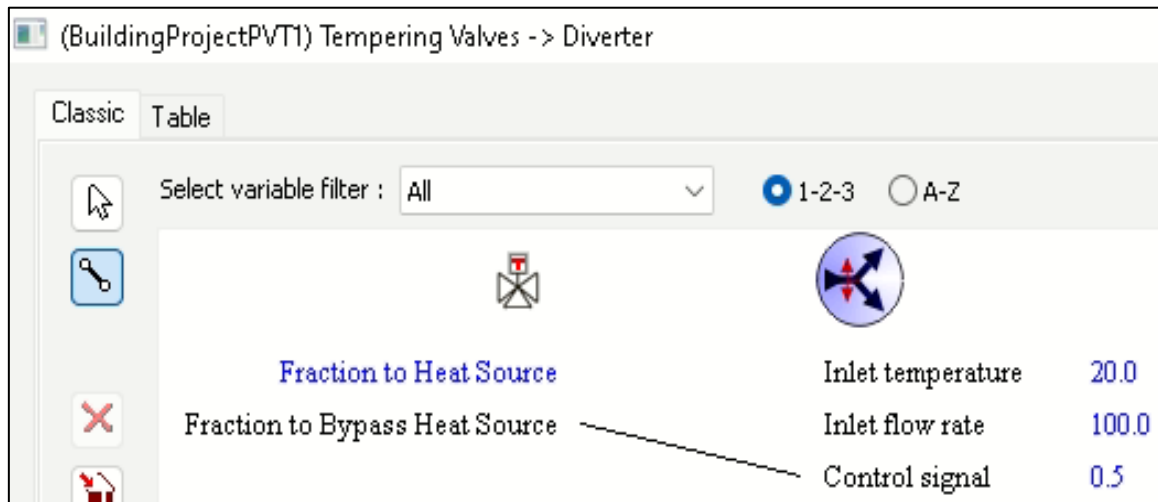 (BuildingProjectPVT1) Tempering Valves -> Diverter
Classic Table
Select variable filter : All 1-2-3 A-Z
T
Fraction to Heat Source Inlet temperature 20.0
Fraction to Bypass Heat Source Inlet flow rate 100.0
Control signal 0.5